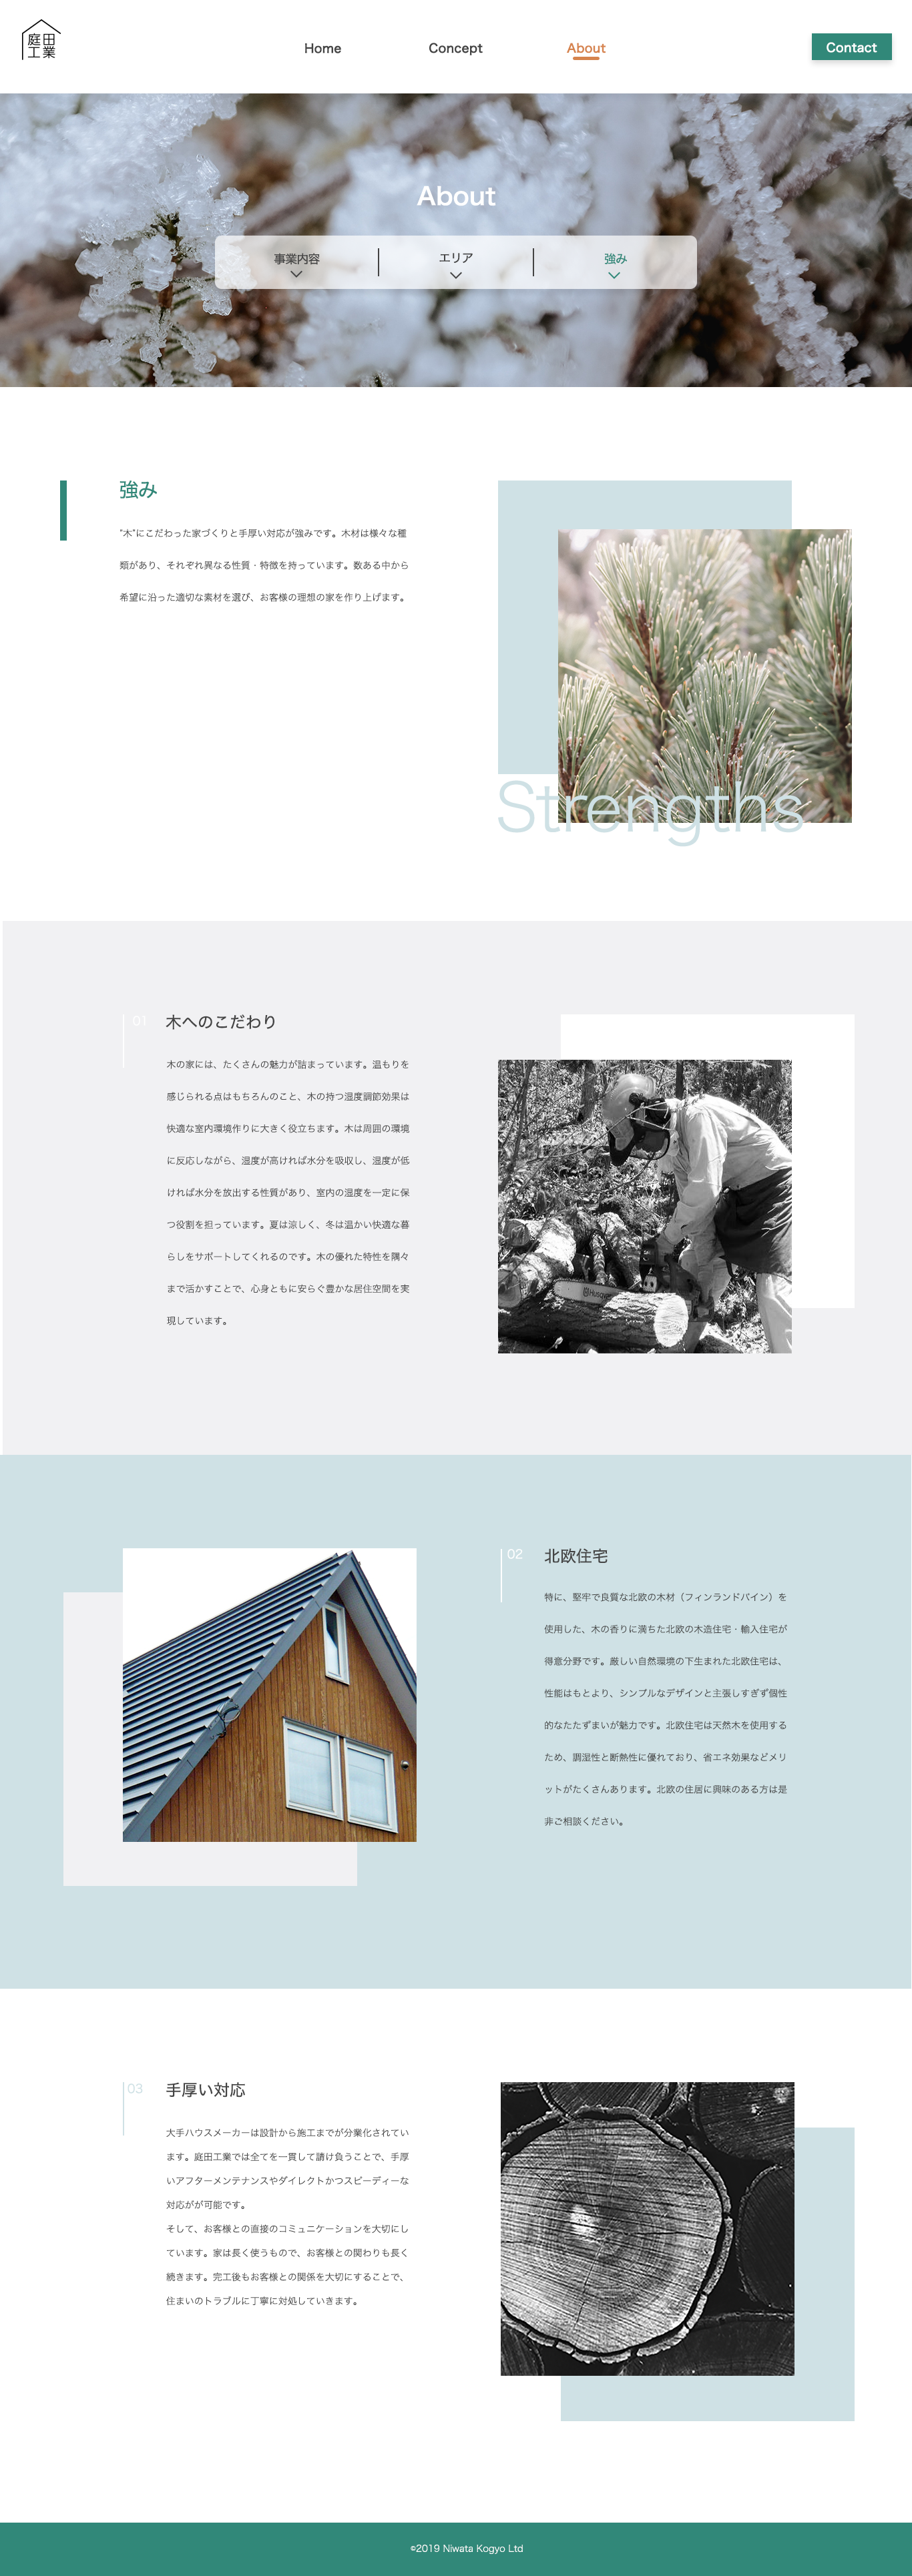 庭田
工業
Home
Concept
About
Contact
About
事業内容
エリア
強み
強み
“木”にこだわった家づくりと手厚い対応が強みです。木材は様々な種
類があり、それぞれ異なる性質・特徴を持っています。数ある中から
希望に沿った適切な素材を選び、お客様の理想の家を作り上げます。
Strengths
01
木へのこだわり
木の家には、たくさんの魅力が詰まっています。温もりを
感じられる点はもちろんのこと、木の持つ湿度調節効果は
快適な室内環境作りに大きく役立ちます。木は周囲の環境
に反応しながら、湿度が高ければ水分を吸収し、湿度が低
ければ水分を放出する性質があり、室内の湿度を一定に保
つ役割を担っています。夏は涼しく、冬は温かい快適な暮
らしをサポートしてくれるのです。木の優れた特性を隅々
まで活かすことで、心身ともに安らぐ豊かな居住空間を実
現しています。
Husqvarna
02
北欧住宅
特に、堅牢で良質な北欧の木材（フィンランドパイン）を
使用した、木の香りに満ちた北欧の木造住宅・輸入住宅が
得意分野です。厳しい自然環境の下生まれた北欧住宅は、
性能はもとより、シンプルなデザインと主張しすぎず個性
的なたたずまいが魅力です。北欧住宅は天然木を使用する
ため、調湿性と断熱性に優れており、省エネ効果などメリ
ットがたくさんあります。北欧の住居に興味のある方は是
非ご相談ください。
03
手厚い対応
大手ハウスメーカーは設計から施工までが分業化されてい
ます。庭田工業では全てを一貫して請け負うことで、手厚
いアフターメンテナンスやダイレクトかつスピーディーな
対応がが可能です。
そして、お客様との直接のコミュニケーションを大切にし
ています。家は長く使うもので、お客様との関わりも長く
続きます。完工後もお客様との関係を大切にすることで、
住まいのトラブルに丁寧に対処していきます。
©2019 Niwata Kogyo Ltd